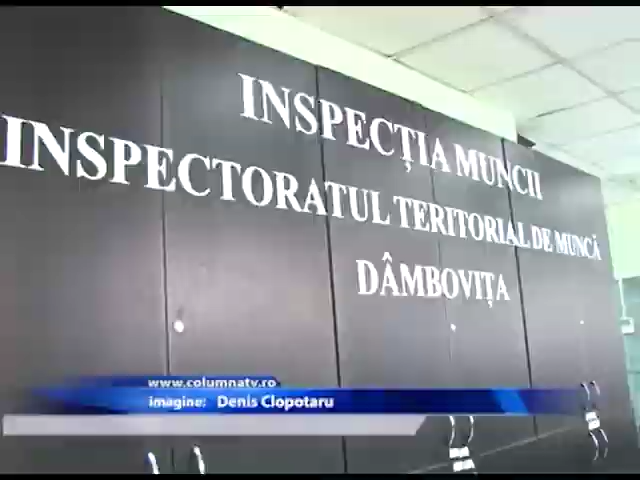 INSPECȚIA MUNCII
INSPECTORATUL TERITORIAL DE MUNCĂ
DÂMBOVIȚA
www.columnatv.ro
imagine: Denis Clopotaru